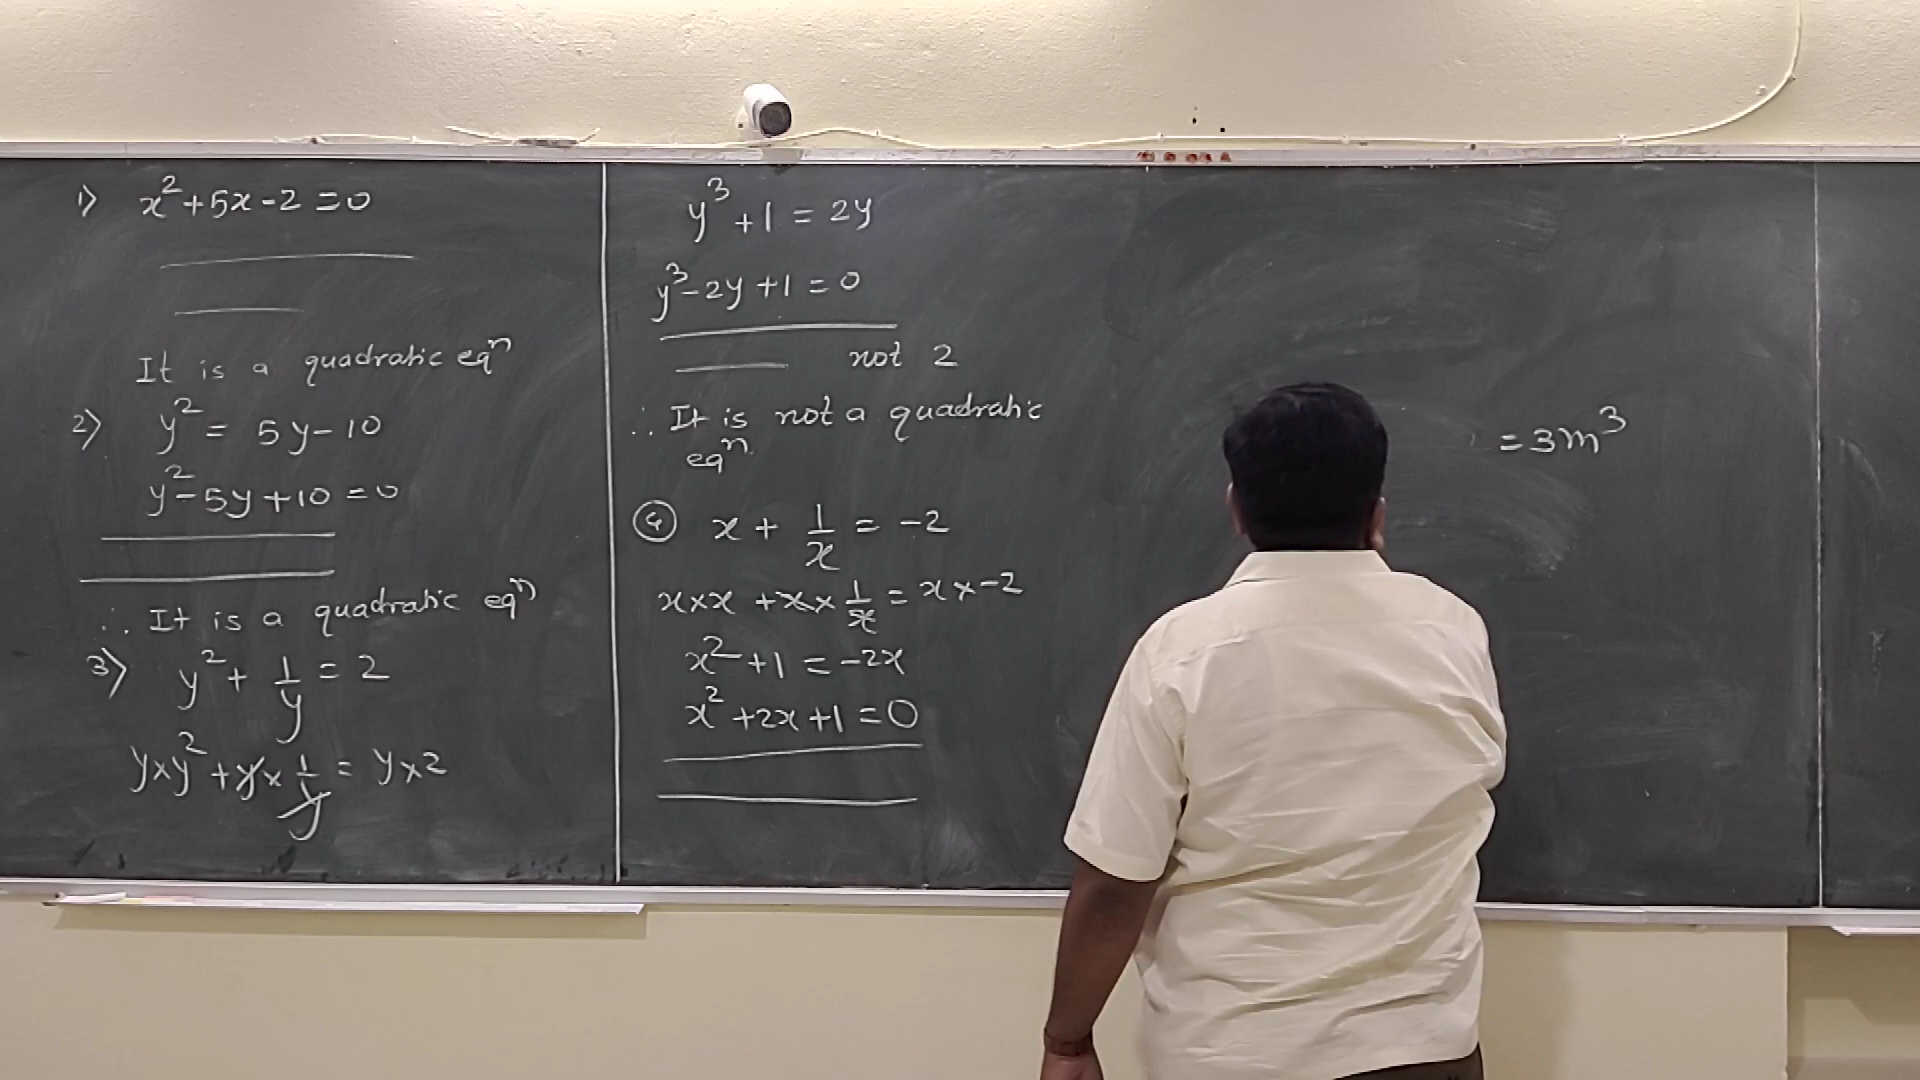 1) x²+5x-2=0
It is a quadratic eqⁿ
2) y² = 5y-10
y²-5y+10=0
∴ It is a quadratic eqⁿ
3) y² + 1/y = 2
y×y² + y× 1/y = y×2
y³+1 = 2y
y³-2y+1=0
not 2
∴ It is not a quadratic
eqⁿ.
④ x + 1/x = -2
x×x + x× 1/x = x×-2
x²+1 = -2x
x²+2x+1=0
=3m³